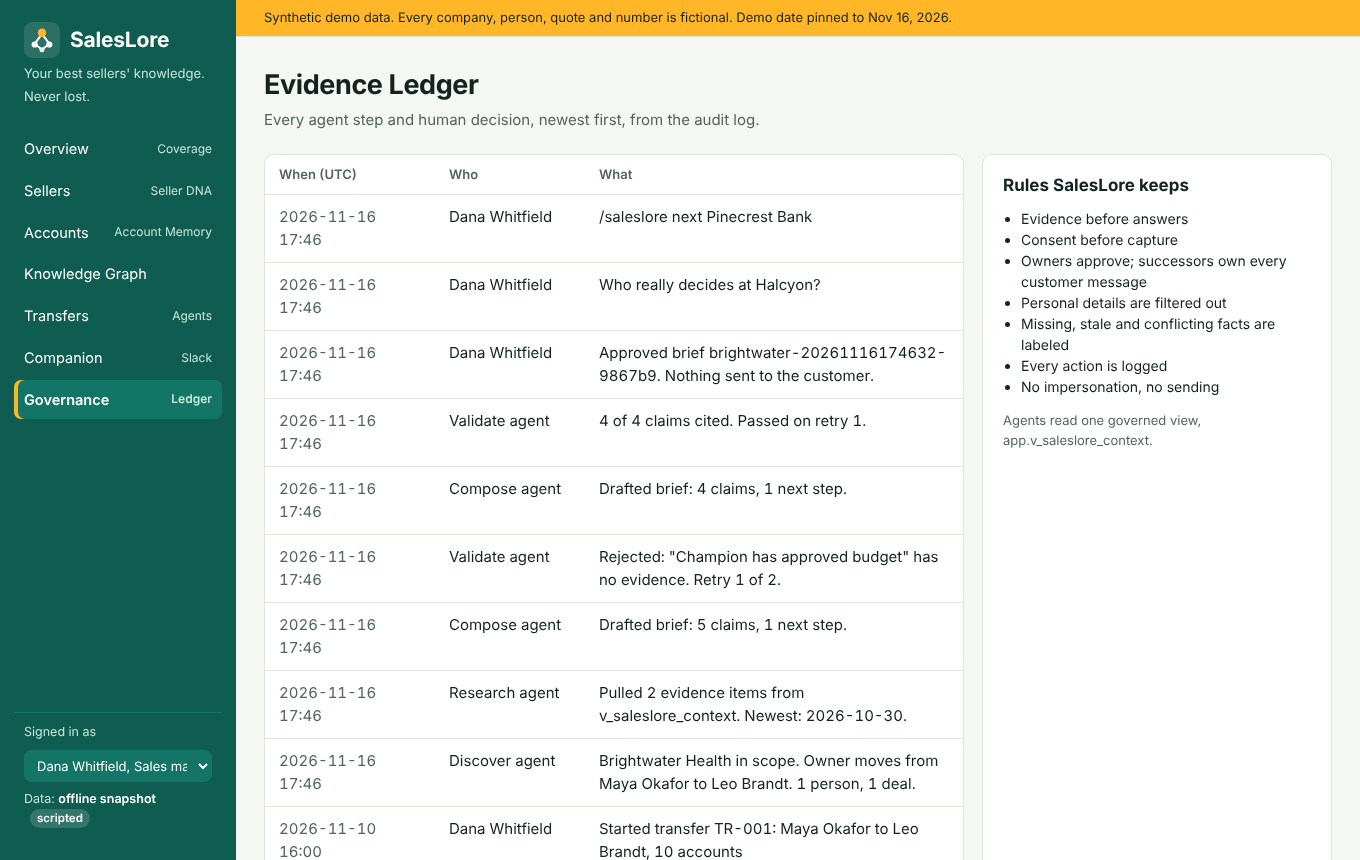 Synthetic demo data. Every company, person, quote and number is fictional. Demo date pinned to Nov 16, 2026.
SalesLore
Your best sellers' knowledge.
Never lost.
Overview Coverage
Sellers Seller DNA
Accounts Account Memory
Knowledge Graph
Transfers Agents
Companion Slack
Governance Ledger
Signed in as
Dana Whitfield, Sales ma
Data: offline snapshot
scripted
Evidence Ledger
Every agent step and human decision, newest first, from the audit log.
When (UTC) Who What
2026-11-16 Dana Whitfield /saleslore next Pinecrest Bank
17:46
2026-11-16 Dana Whitfield Who really decides at Halcyon?
17:46
2026-11-16 Dana Whitfield Approved brief brightwater-20261116174632-
17:46 9867b9. Nothing sent to the customer.
2026-11-16 Validate agent 4 of 4 claims cited. Passed on retry 1.
17:46
2026-11-16 Compose agent Drafted brief: 4 claims, 1 next step.
17:46
2026-11-16 Validate agent Rejected: "Champion has approved budget" has
17:46 no evidence. Retry 1 of 2.
2026-11-16 Compose agent Drafted brief: 5 claims, 1 next step.
17:46
2026-11-16 Research agent Pulled 2 evidence items from
17:46 v_saleslore_context. Newest: 2026-10-30.
2026-11-16 Discover agent Brightwater Health in scope. Owner moves from
17:46 Maya Okafor to Leo Brandt. 1 person, 1 deal.
2026-11-10 Dana Whitfield Started transfer TR-001: Maya Okafor to Leo
16:00 Brandt, 10 accounts
Rules SalesLore keeps
Evidence before answers
Consent before capture
Owners approve; successors own every
customer message
Personal details are filtered out
Missing, stale and conflicting facts are
labeled
Every action is logged
No impersonation, no sending
Agents read one governed view,
app.v_saleslore_context.